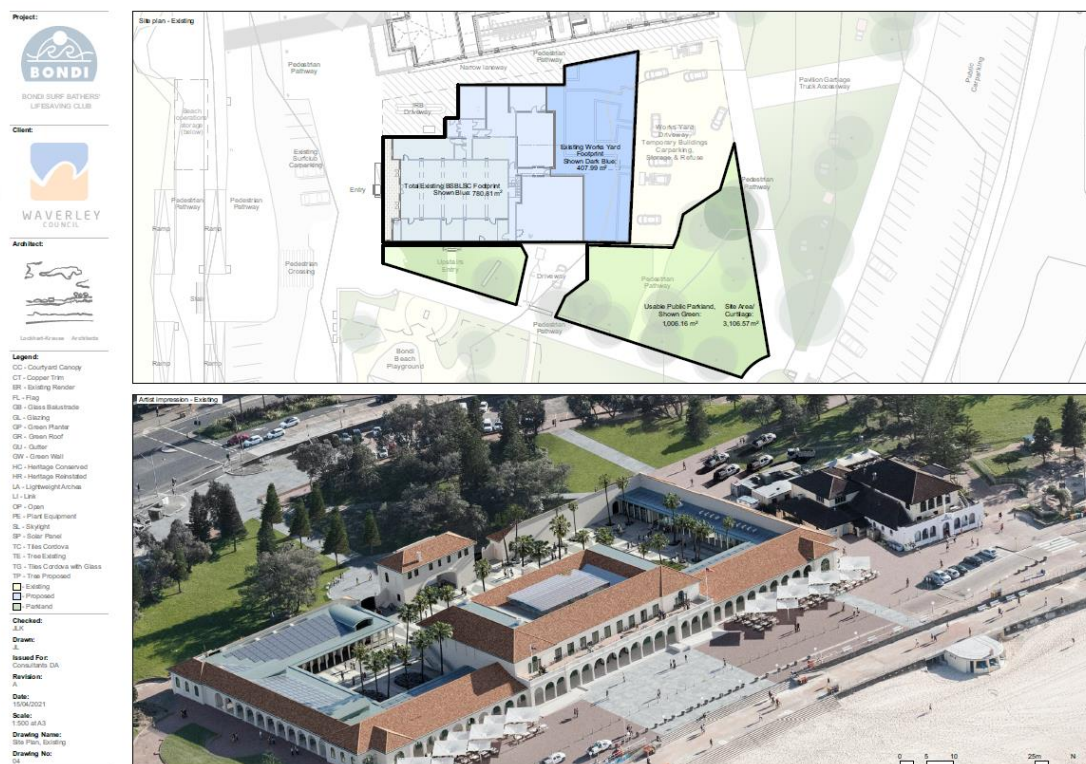 Project:
BONDI
BONDI SURF BATHERS'
LIFESAVING CLUB
Client:
WAVERLEY
COUNCIL
Architect:
Lockhart-Krause Architects
Legend:
CC - Courtyard Canopy
CT - Copper Trim
ER - Existing Render
FL - Flag
GB - Glass Balustrade
GL - Glazing
GP - Green Planter
GR - Green Roof
GU - Gutter
GW - Green Wall
HC - Heritage Conserved
HR - Heritage Reinstated
LA - Lightweight Arches
LI - Link
OP - Open
PE - Plant Equipment
SL - Skylight
SP - Solar Panel
TC - Tiles Cordova
TE - Tree Existing
TG - Tiles Cordova with Glass
TP - Tree Proposed
- Existing
- Proposed
- Parkland
Checked:
JLK
Drawn:
JL
Issued For:
Consultants DA
Revision:
A
Date:
15/04/2021
Scale:
1:500 at A3
Drawing Name:
Site Plan, Existing
Drawing No:
04
Site plan - Existing
Pedestrian
Pathway
Narrow laneway
Pedestrian
Pathway
Pavilion Garbage
Truck Accessway
Public
Carparking
Beach
operations
storage
(below)
Driveway
Existing
Surfclub
Carparking
Works Yard
Driveway,
Temporary Buildings
Carparking,
Storage & Refuse
Existing Works Yard
Footprint
Shown Dark Blue:
407.99 m²
Entry
Total Existing BSBLSC Footprint
Shown Blue: 780.81 m²
Pedestrian
Pathway
Pedestrian
Pathway
Pedestrian
Pathway
Ramp
Ramp
Pedestrian
Crossing
Upstairs
Entry
Driveway
Pedestrian
Pathway
Stair
Usable Public Parkland,
Shown Green:
1,006.16 m²
Site Area/
Curtilage:
3,106.57 m²
Pedestrian
Pathway
Bondi
Beach
Playground
Ramp
Ramp
Artist impression - Existing
0 5 10 25m N